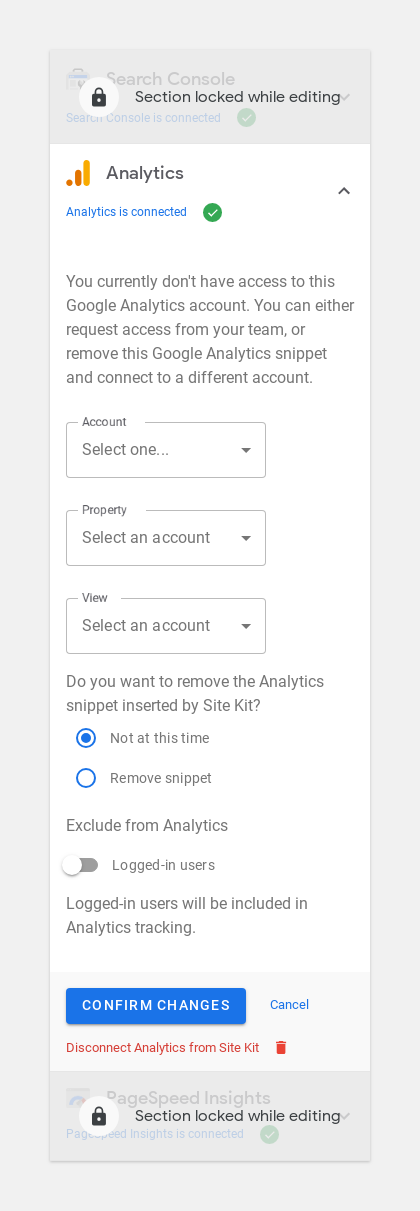 Search Console
Section locked while editing
Search Console is connected
Analytics
Analytics is connected
You currently don't have access to this
Google Analytics account. You can either
request access from your team, or
remove this Google Analytics snippet
and connect to a different account.
Account
Select one...
Property
Select an account
View
Select an account
Do you want to remove the Analytics
snippet inserted by Site Kit?
Not at this time
Remove snippet
Exclude from Analytics
Logged-in users
Logged-in users will be included in
Analytics tracking.
CONFIRM CHANGES
Cancel
Disconnect Analytics from Site Kit
PageSpeed Insights
Section locked while editing
PageSpeed Insights is connected